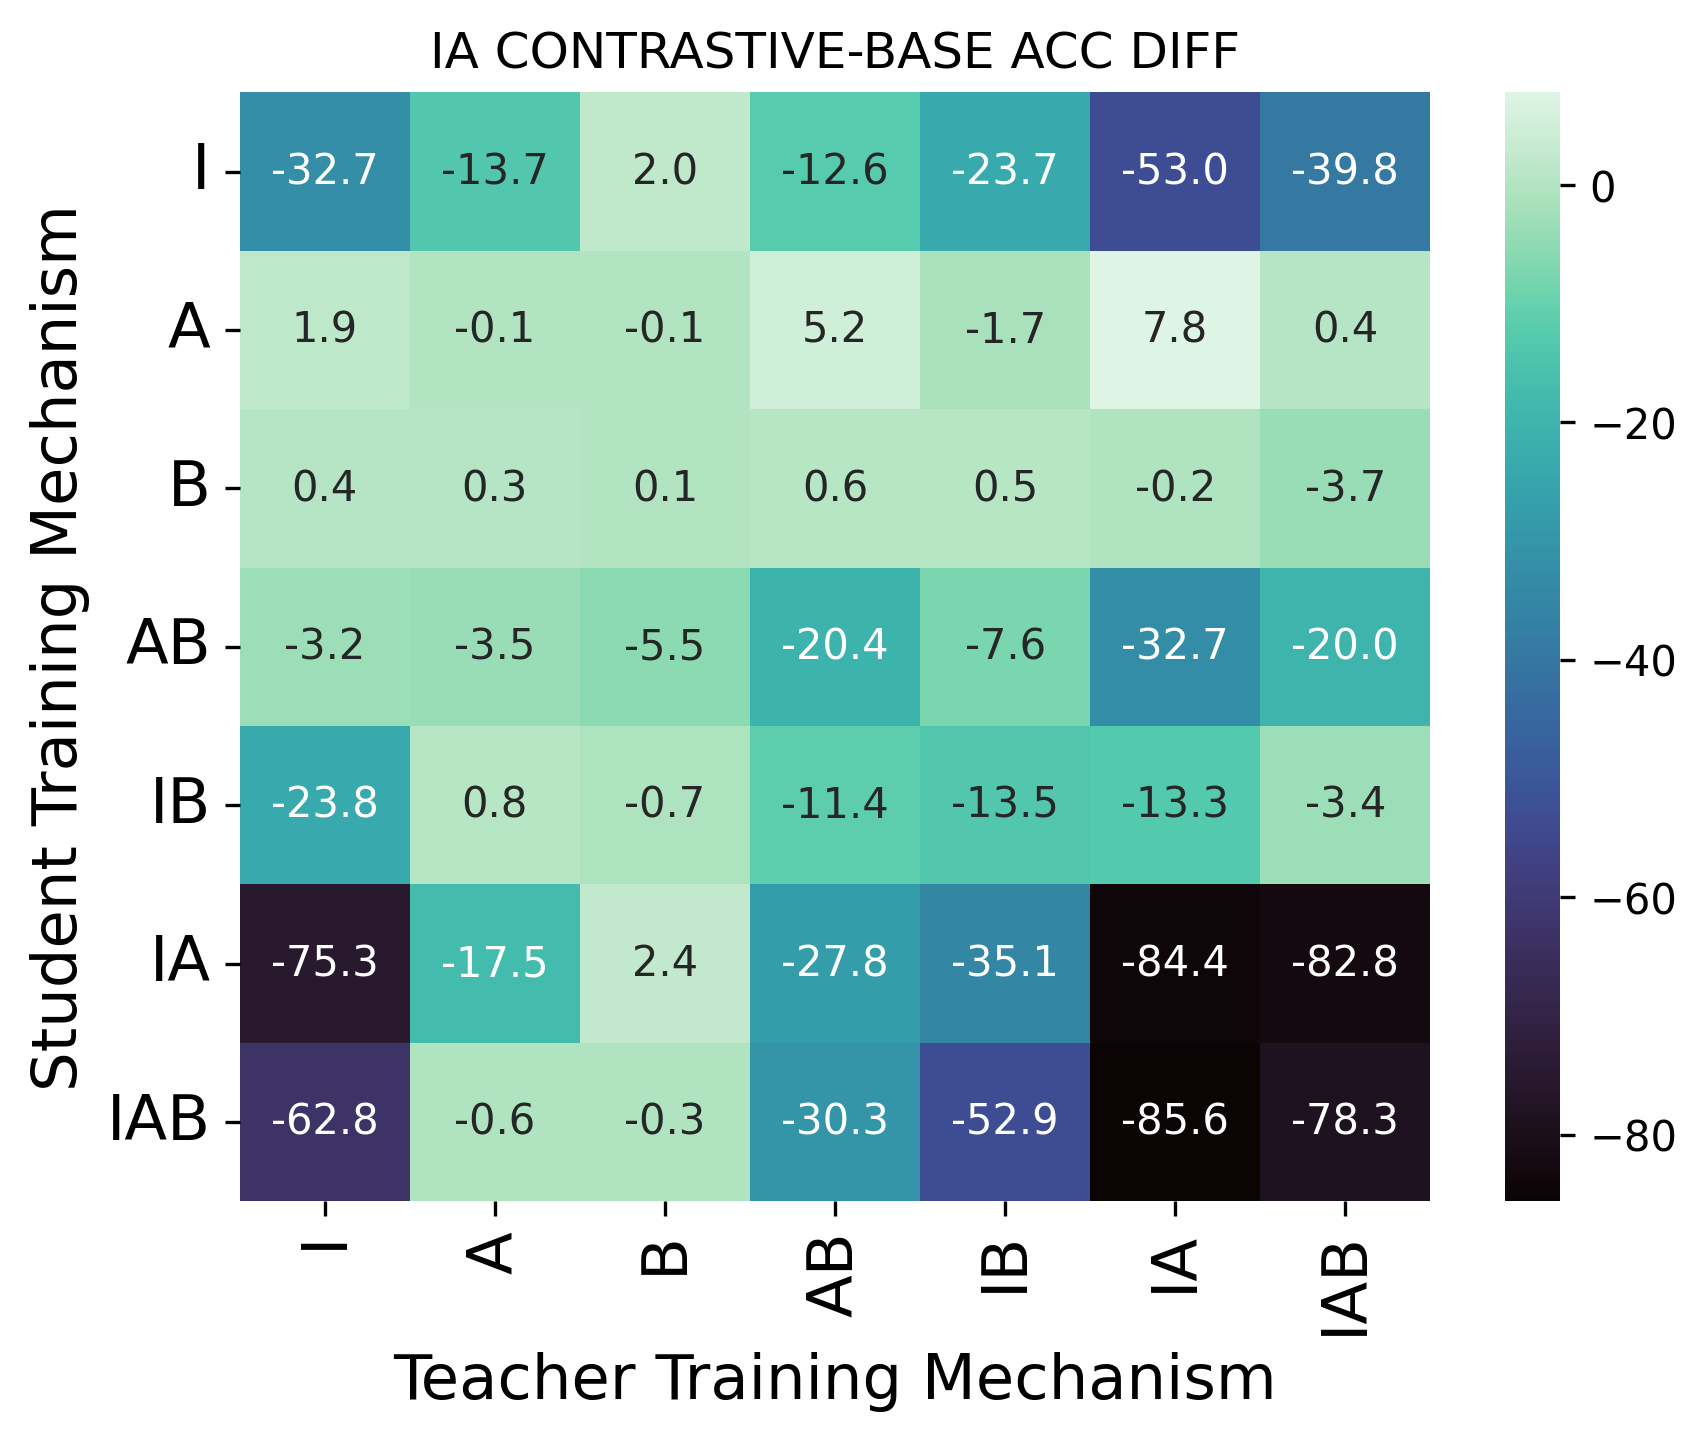 IA CONTRASTIVE-BASE ACC DIFF
Student Training Mechanism
I -32.7 -13.7 2.0 -12.6 -23.7 -53.0 -39.8
A 1.9 -0.1 -0.1 5.2 -1.7 7.8 0.4
B 0.4 0.3 0.1 0.6 0.5 -0.2 -3.7
AB -3.2 -3.5 -5.5 -20.4 -7.6 -32.7 -20.0
IB -23.8 0.8 -0.7 -11.4 -13.5 -13.3 -3.4
IA -75.3 -17.5 2.4 -27.8 -35.1 -84.4 -82.8
IAB -62.8 -0.6 -0.3 -30.3 -52.9 -85.6 -78.3
I A B AB IB IA IAB
Teacher Training Mechanism
0
−20
−40
−60
−80